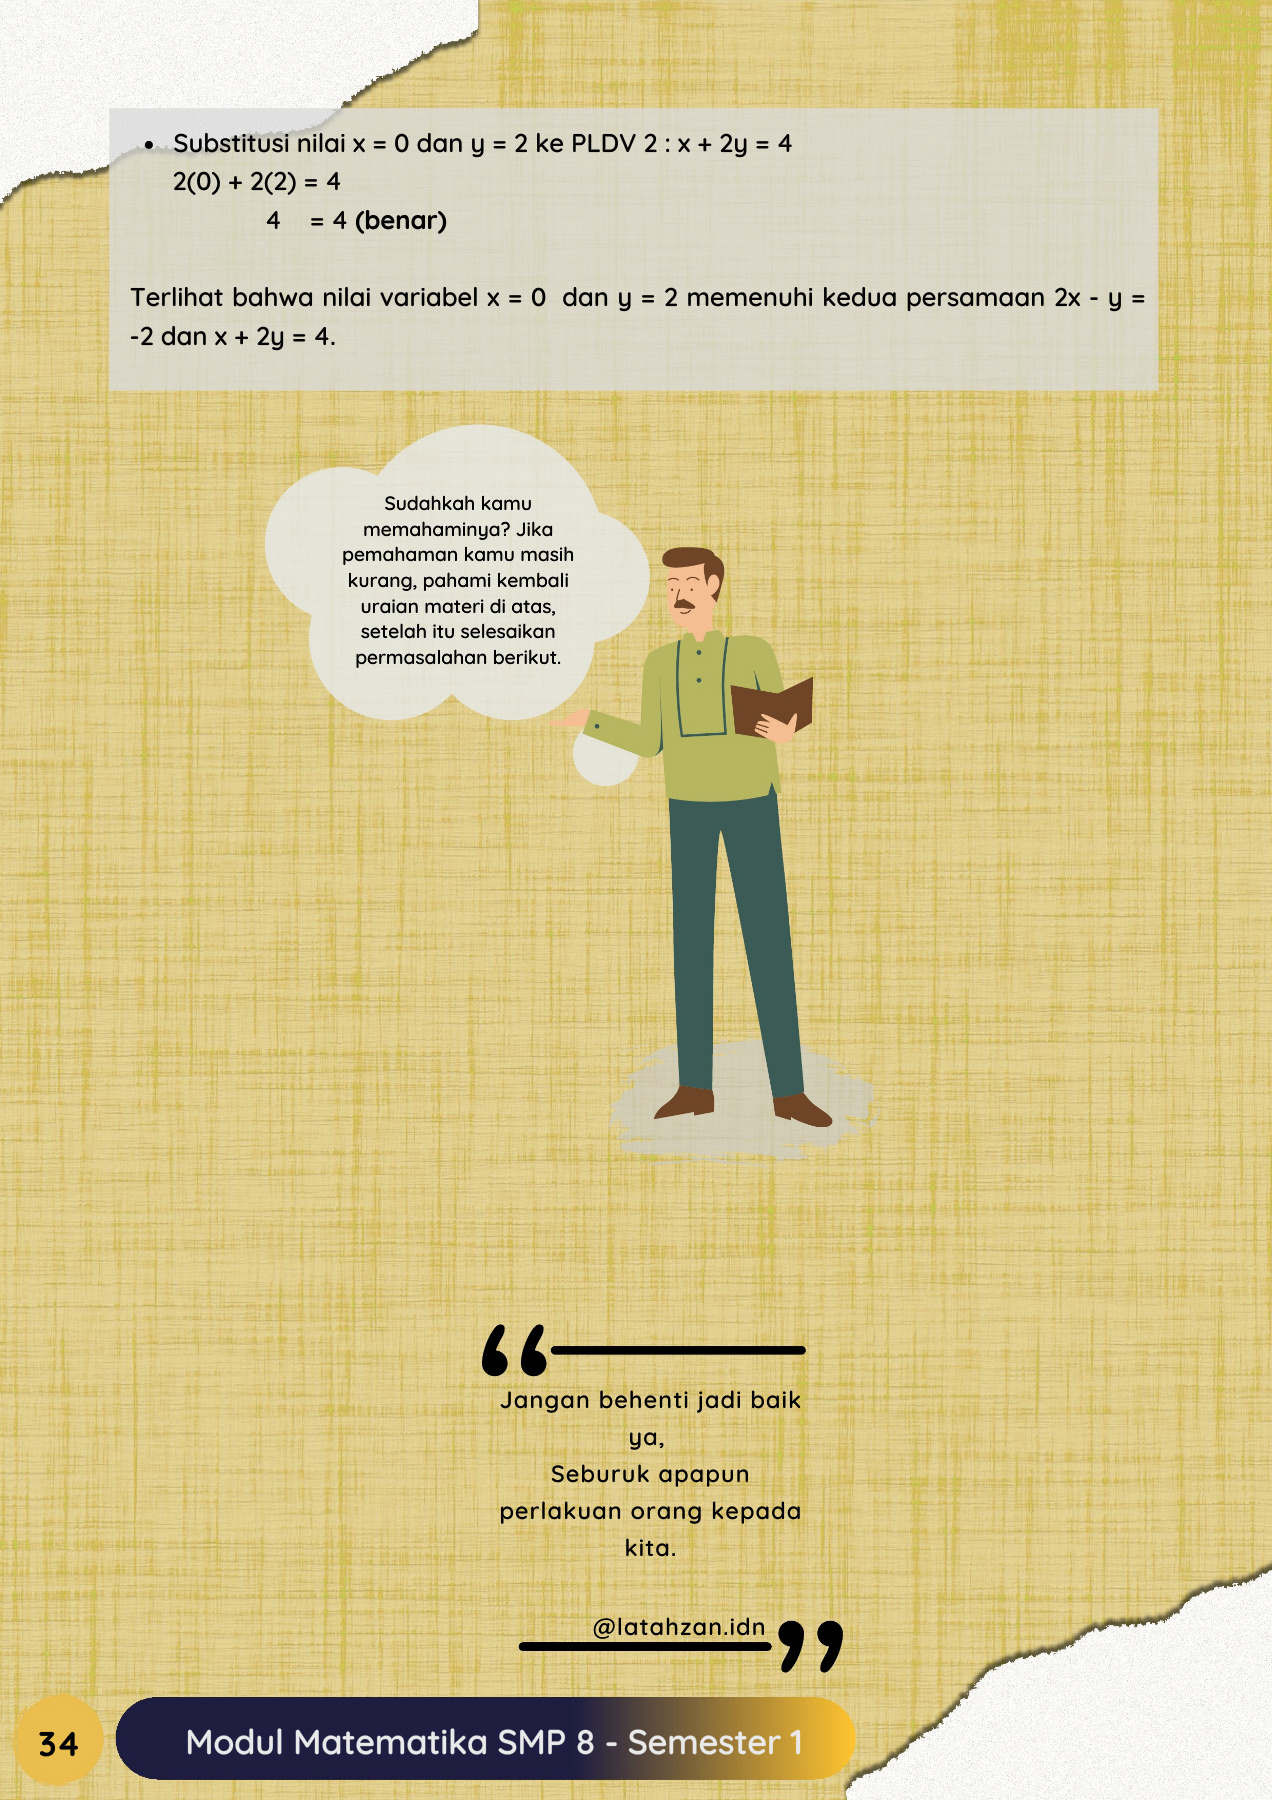 • Substitusi nilai x = 0 dan y = 2 ke PLDV 2 : x + 2y = 4
2(0) + 2(2) = 4
4 = 4 (benar)
Terlihat bahwa nilai variabel x = 0 dan y = 2 memenuhi kedua persamaan 2x - y =
-2 dan x + 2y = 4.
Sudahkah kamu
memahaminya? Jika
pemahaman kamu masih
kurang, pahami kembali
uraian materi di atas,
setelah itu selesaikan
permasalahan berikut.
“
Jangan behenti jadi baik
ya,
Seburuk apapun
perlakuan orang kepada
kita.
@latahzan.idn ”
34 Modul Matematika SMP 8 - Semester 1